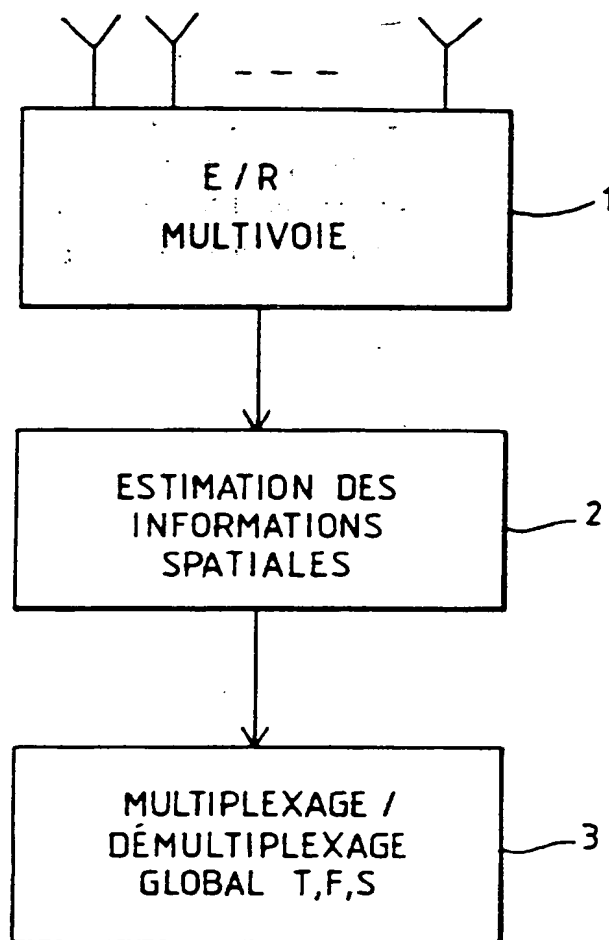 E/R
MULTIVOIE
1
ESTIMATION DES
INFORMATIONS
SPATIALES
2
MULTIPLEXAGE /
DÉMULTIPLEXAGE
GLOBAL T,F,S
3